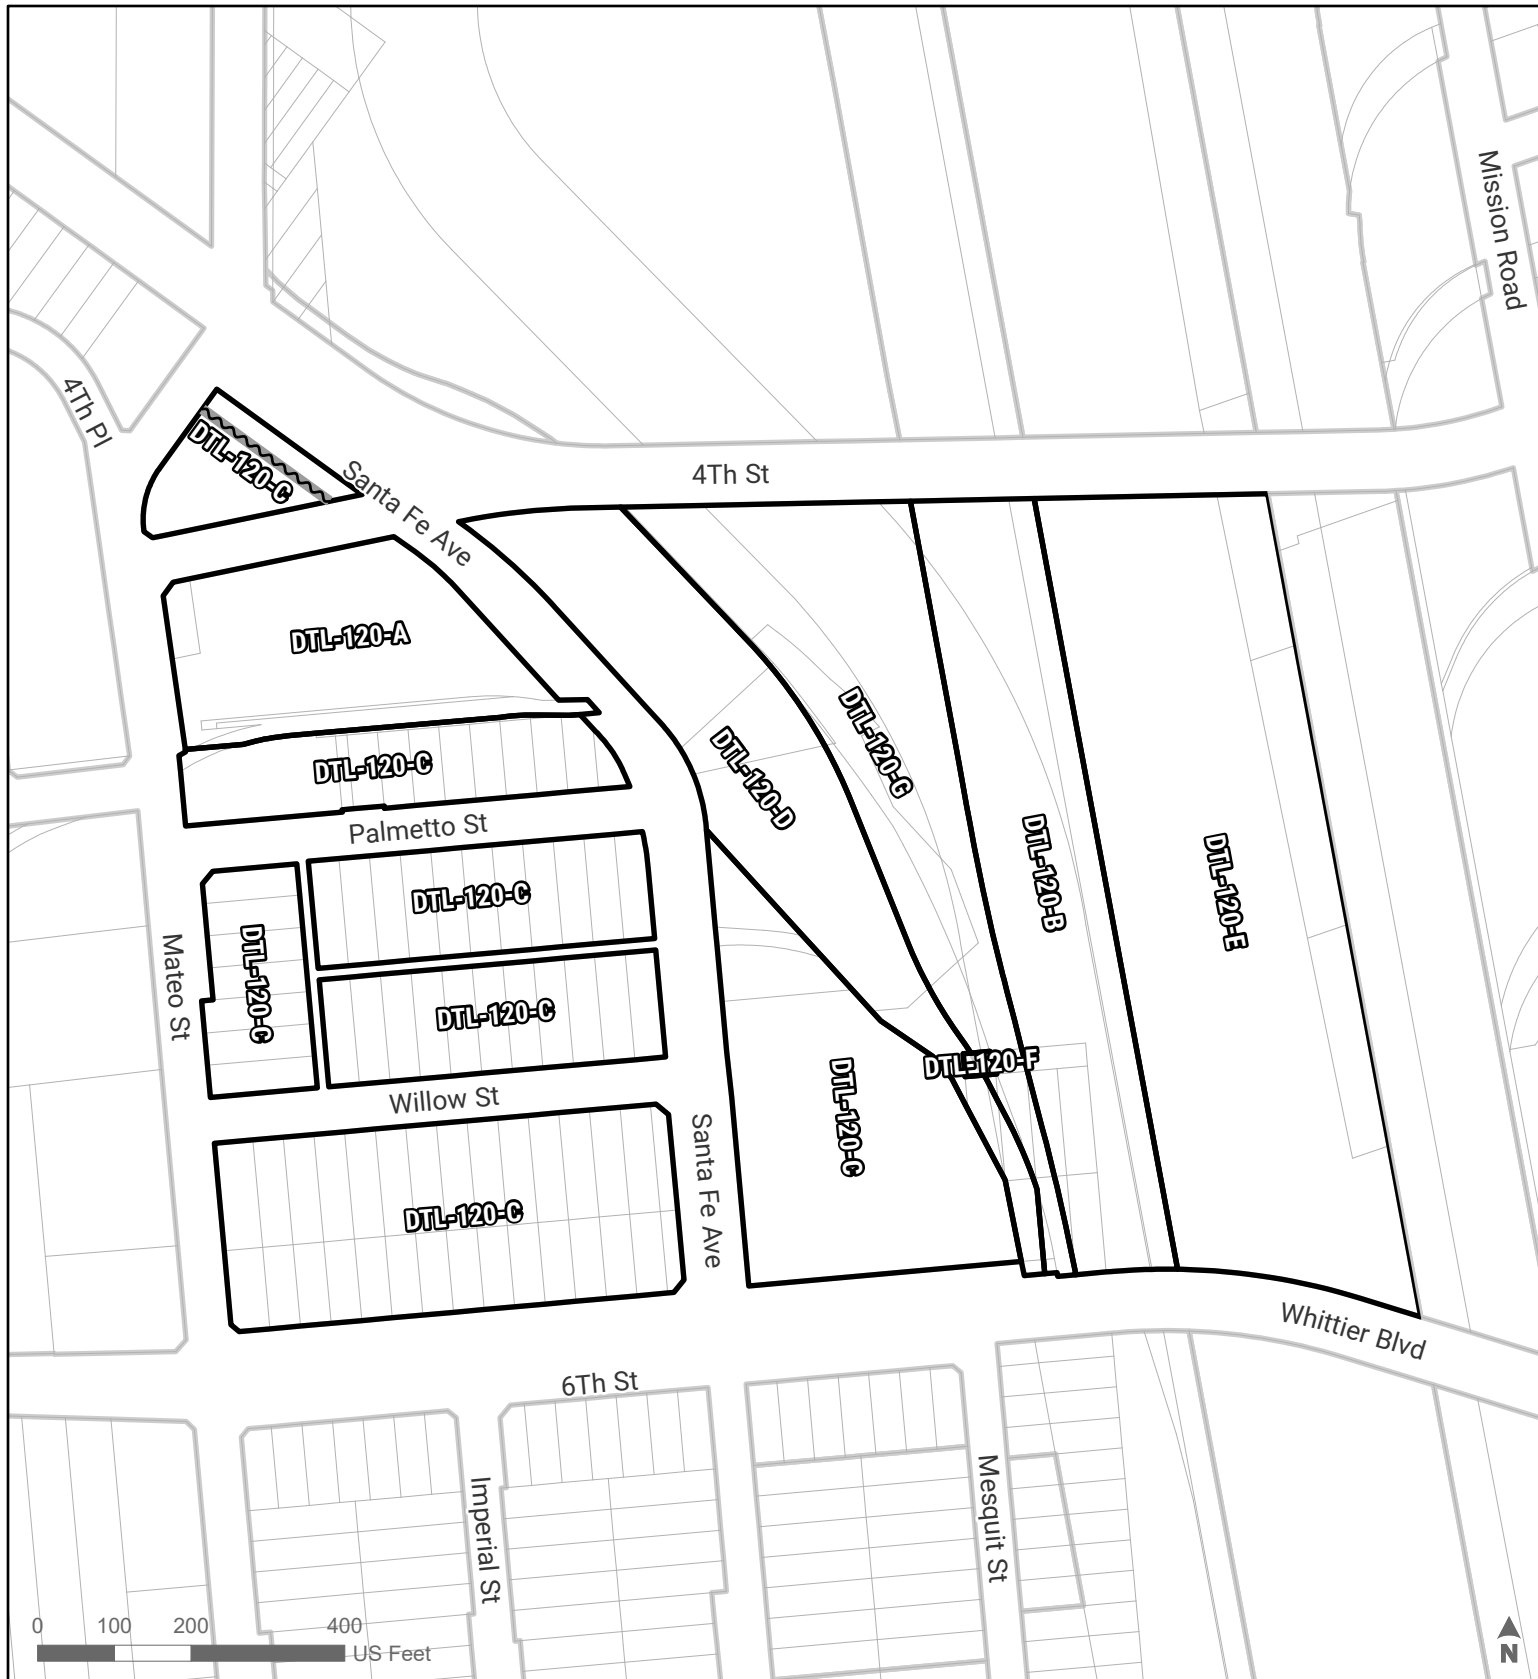 Mission Road
4Th Pl
DTL-120-C
Santa Fe Ave
4Th St
DTL-120-A
DTL-120-G
DTL-120-D
DTL-120-C
Palmetto St
DTL-120-B
DTL-120-E
DTL-120-C
DTL-120-C
Mateo St
DTL-120-C
DTL-120-F
DTL-120-C
Willow St
Santa Fe Ave
DTL-120-C
Whittier Blvd
6Th St
Imperial St
Mesquit St
0 100 200 400
US Feet
N